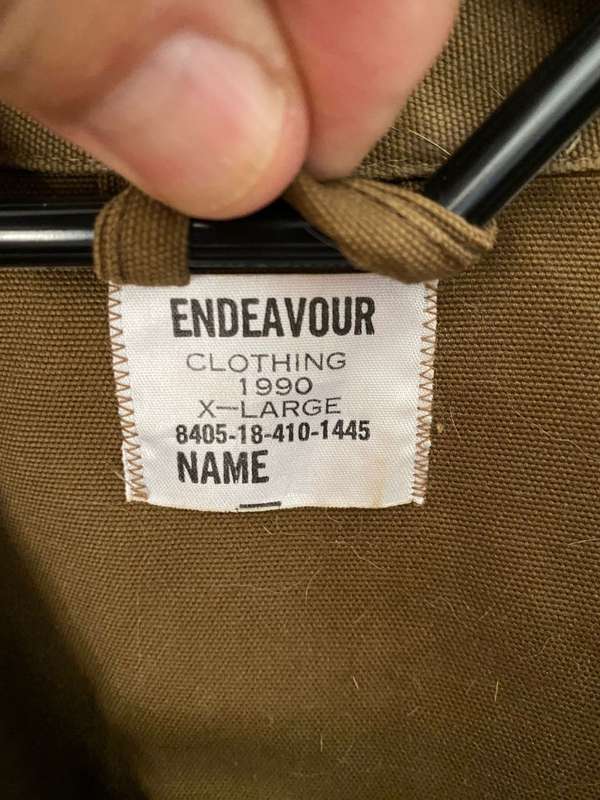 ENDEAVOUR
CLOTHING
1990
X-LARGE
8405-18-410-1445
NAME